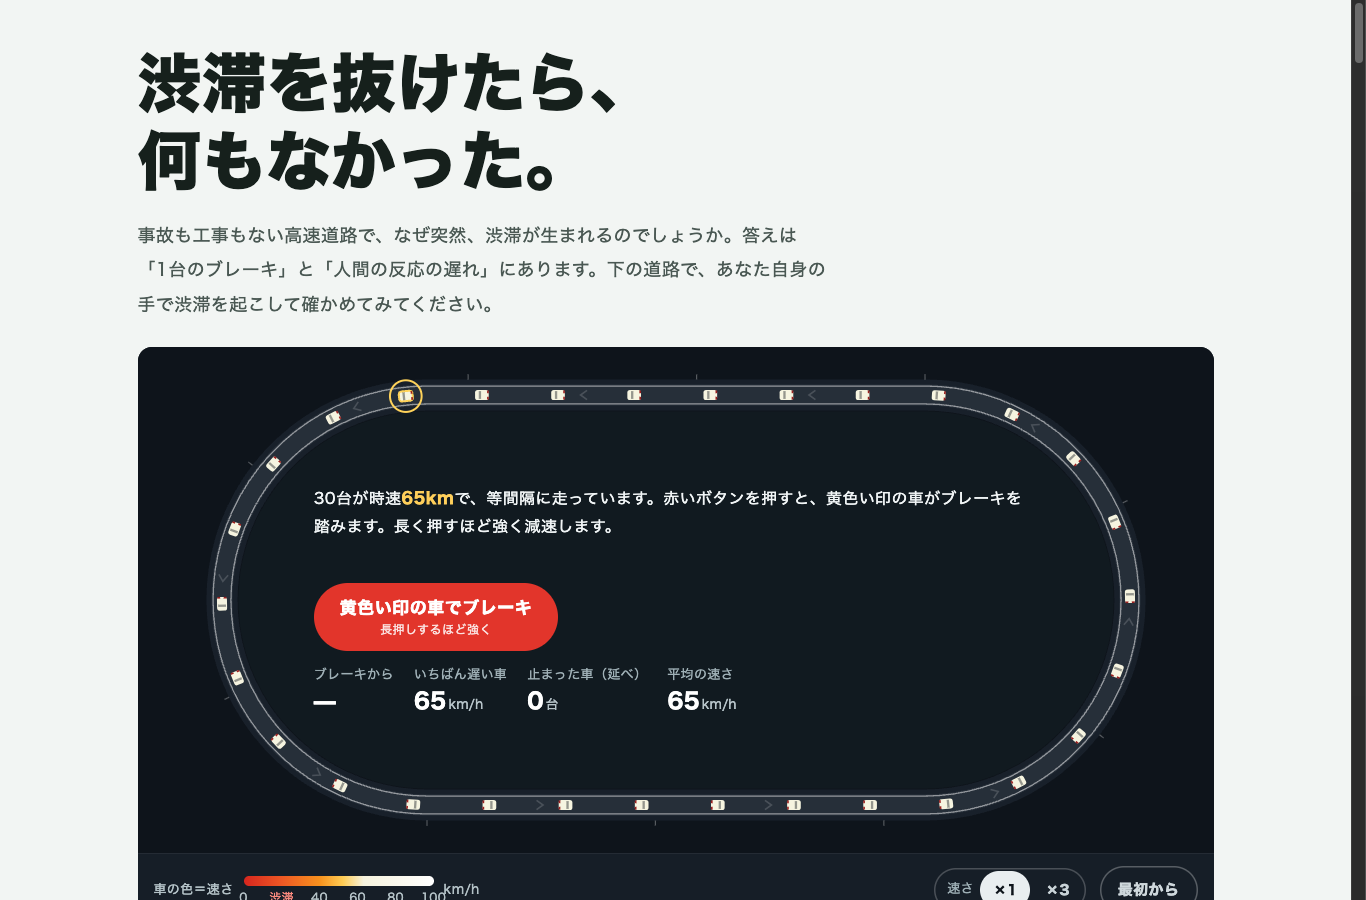 渋滞を抜けたら、
何もなかった。
事故も工事もない高速道路で、なぜ突然、渋滞が生まれるのでしょうか。答えは
「1台のブレーキ」と「人間の反応の遅れ」にあります。下の道路で、あなた自身の
手で渋滞を起こして確かめてみてください。
30台が時速65kmで、等間隔に走っています。赤いボタンを押すと、黄色い印の車がブレーキを
踏みます。長く押すほど強く減速します。
黄色い印の車でブレーキ
長押しするほど強く
ブレーキから いちばん遅い車 止まった車（延べ） 平均の速さ
— 65 km/h 0台 65 km/h
車の色＝速さ km/h 速さ ×1 ×3 最初から
0 渋滞 40 60 80 100